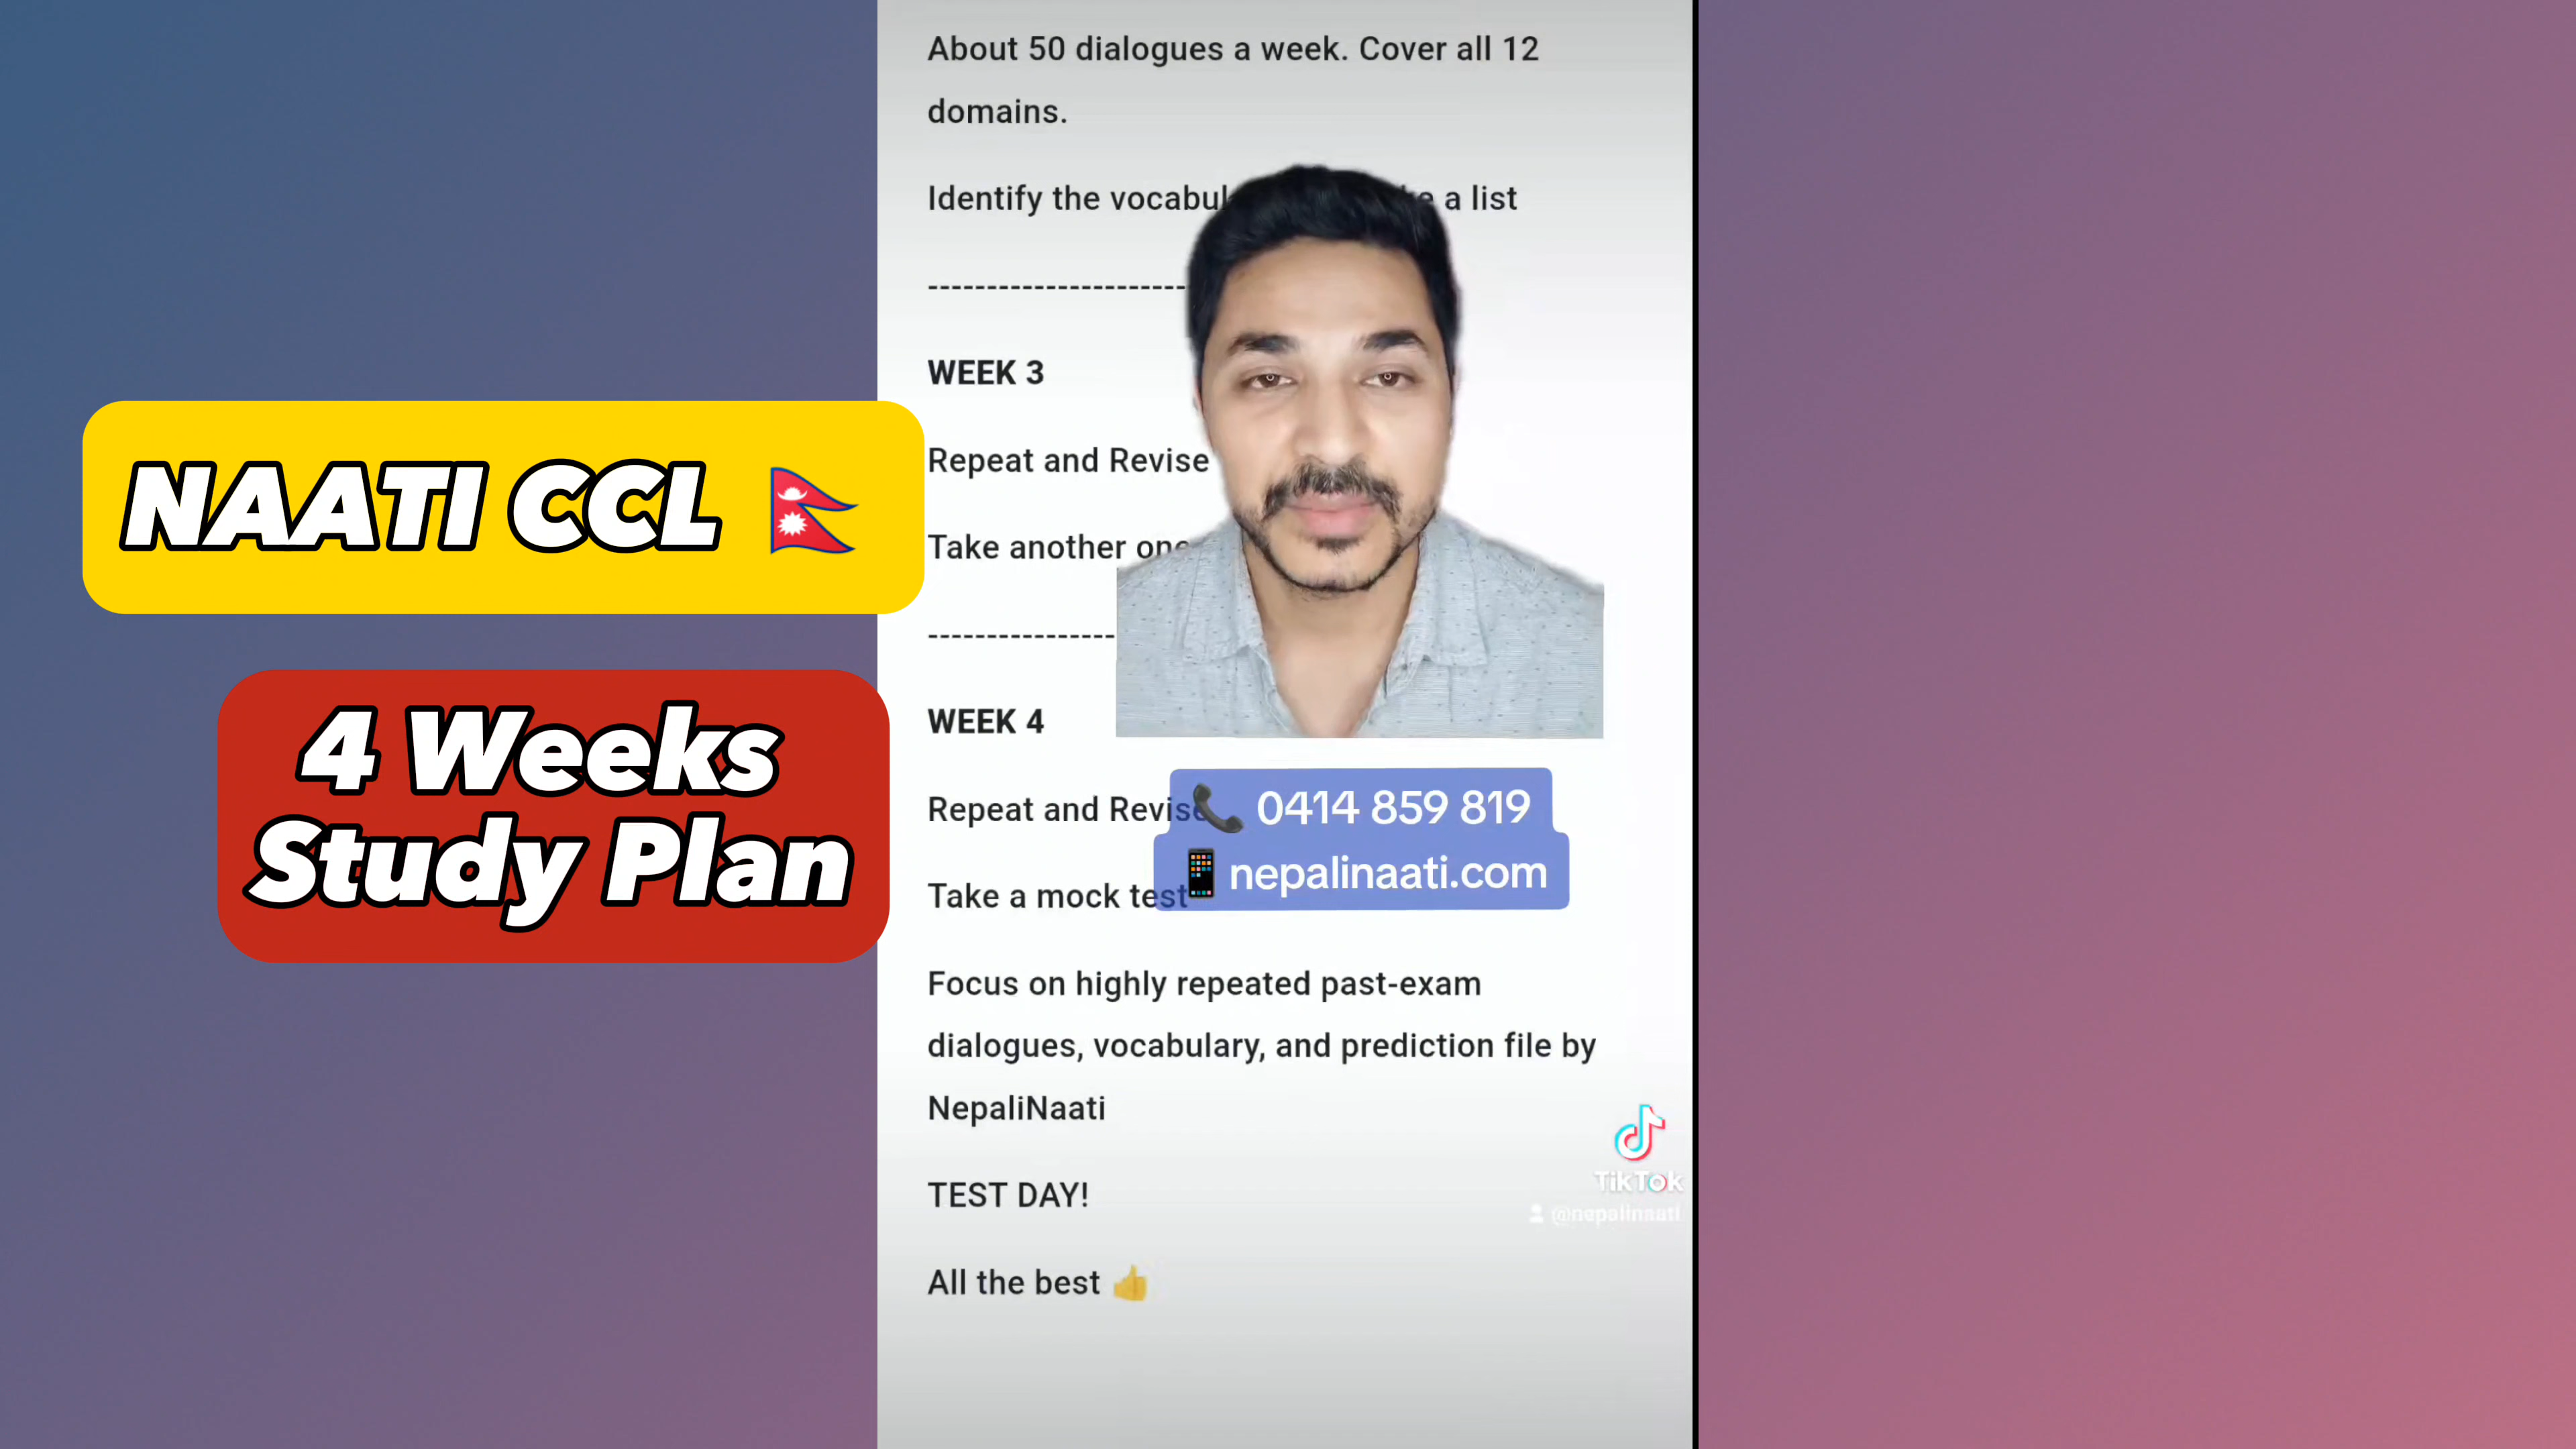 About 50 dialogues a week. Cover all 12
domains.
Identify the a list
WEEK 3
Repeat and Revise
Take another one
NAATI CCL
4 Weeks
Study Plan
WEEK 4
Repeat and Revise
0414 859 819
nepalinaati.com
Take a mock test
Focus on highly repeated past-exam
dialogues, vocabulary, and prediction file by
NepaliNaati
TikTok
@nepalinaati
TEST DAY!
All the best